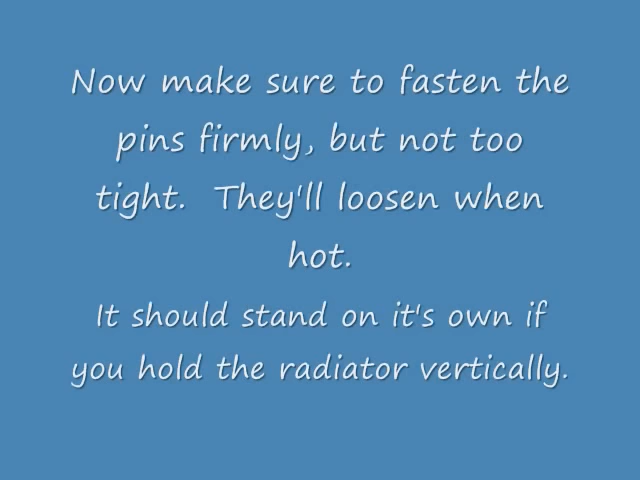 Now make sure to fasten the
pins firmly, but not too
tight.  They'll loosen when
hot.
It should stand on it's own if
you hold the radiator vertically.